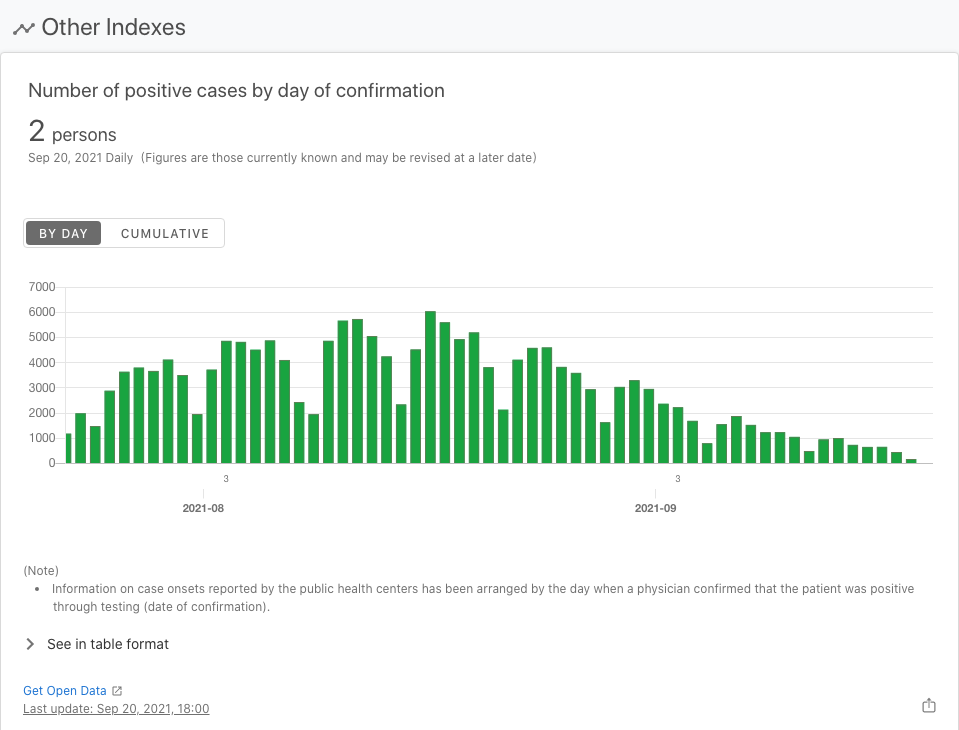 Other Indexes
Number of positive cases by day of confirmation
2 persons
Sep 20, 2021 Daily (Figures are those currently known and may be revised at a later date)
BY DAY CUMULATIVE
7000
6000
5000
4000
3000
2000
1000
0
3 3
2021-08 2021-09
(Note)
• Information on case onsets reported by the public health centers has been arranged by the day when a physician confirmed that the patient was positive
through testing (date of confirmation).
See in table format
Get Open Data
Last update: Sep 20, 2021, 18:00